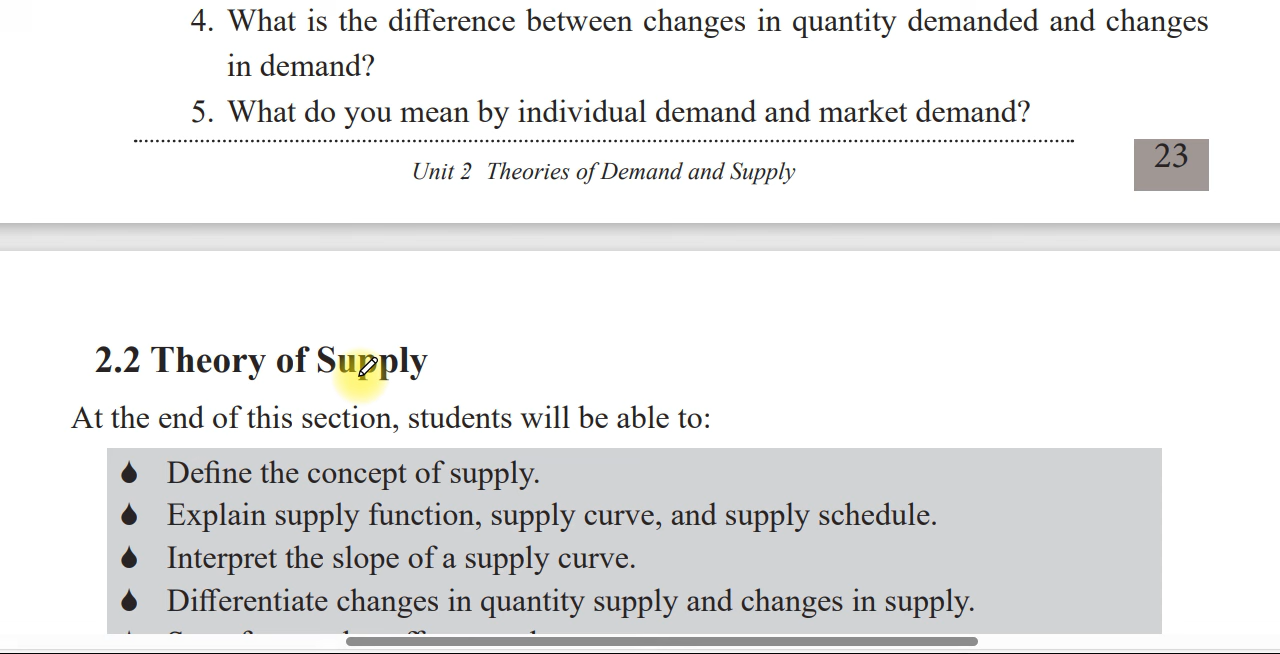 4. What is the difference between changes in quantity demanded and changes
in demand?
5. What do you mean by individual demand and market demand?
Unit 2 Theories of Demand and Supply
23
2.2 Theory of Supply
At the end of this section, students will be able to:
Define the concept of supply.
Explain supply function, supply curve, and supply schedule.
Interpret the slope of a supply curve.
Differentiate changes in quantity supply and changes in supply.